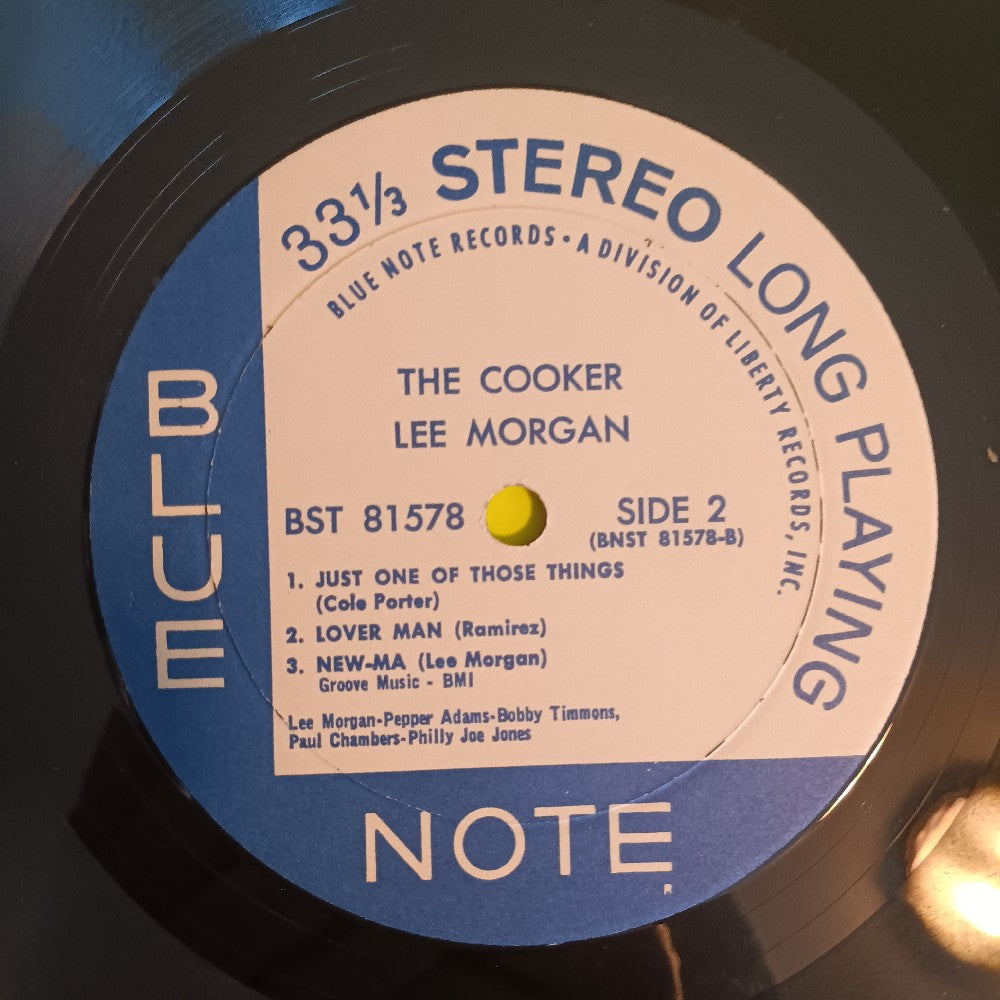 33⅓ STEREO LONG PLAYING
BLUE NOTE RECORDS • A DIVISION OF LIBERTY RECORDS, INC.
THE COOKER
LEE MORGAN
BST 81578
SIDE 2
(BNST 81578-B)
1. JUST ONE OF THOSE THINGS
(Cole Porter)
2. LOVER MAN (Ramirez)
3. NEW-MA (Lee Morgan)
Groove Music - BMI
Lee Morgan-Pepper Adams-Bobby Timmons,
Paul Chambers-Philly Joe Jones
BLUE
NOTE
R